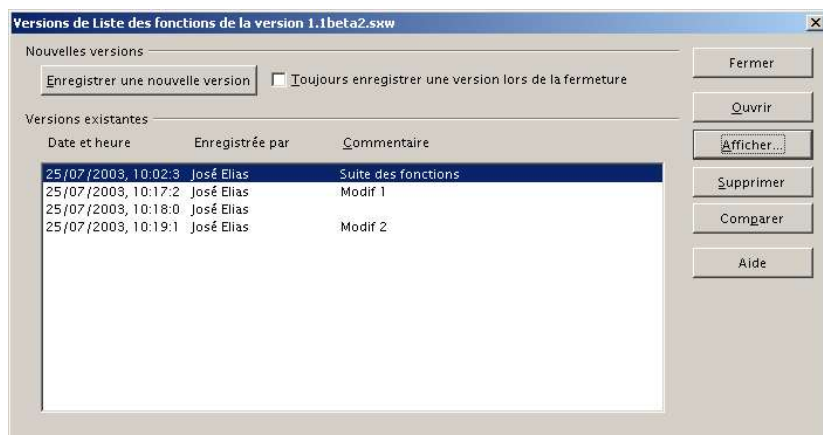 Versions de Liste des fonctions de la version 1.1beta2.sxw
Nouvelles versions
Enregistrer une nouvelle version
Toujours enregistrer une version lors de la fermeture
Versions existantes
Date et heure Enregistrée par Commentaire
25/07/2003, 10:02:3 José Elias Suite des fonctions
25/07/2003, 10:17:2 José Elias Modif 1
25/07/2003, 10:18:0 José Elias
25/07/2003, 10:19:1 José Elias Modif 2
Fermer
Ouvrir
Afficher...
Supprimer
Comparer
Aide